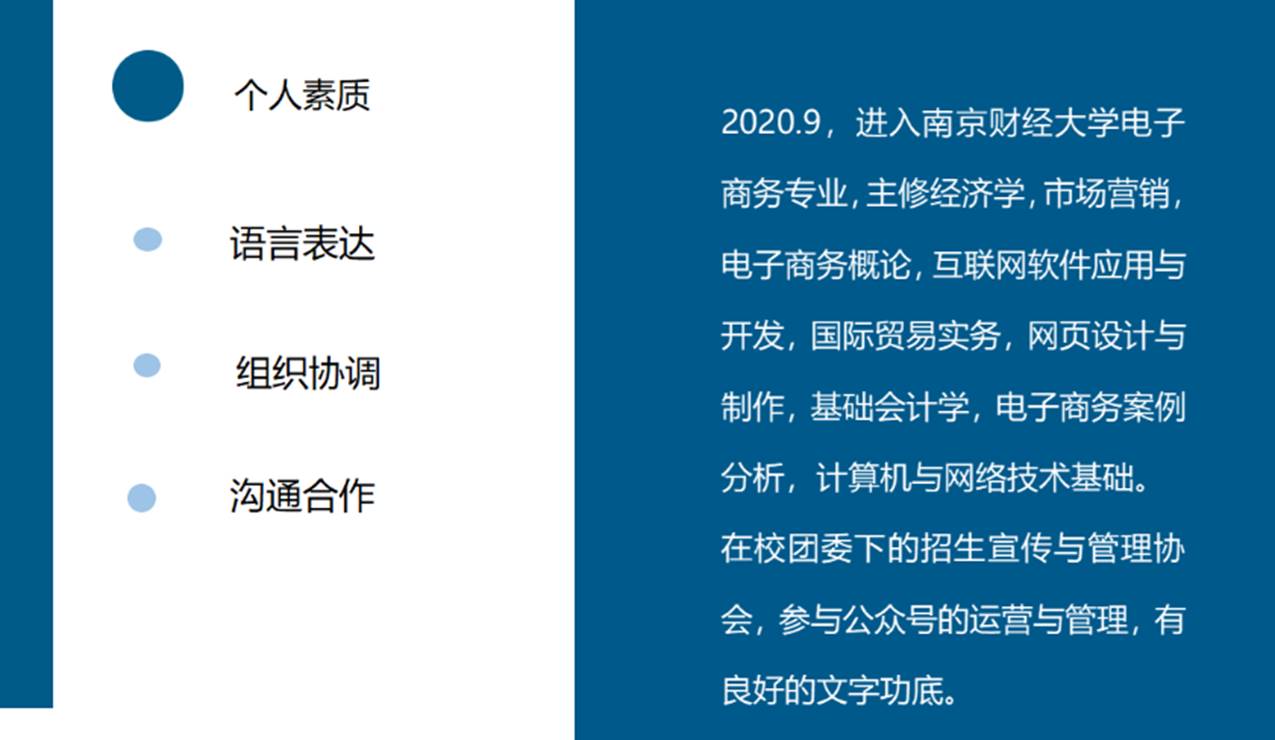 个人素质
语言表达
组织协调
沟通合作
2020.9，进入南京财经大学电子
商务专业,主修经济学,市场营销,
电子商务概论,互联网软件应用与
开发，国际贸易实务，网页设计与
制作，基础会计学，电子商务案例
分析，计算机与网络技术基础。
在校团委下的招生宣传与管理协
会，参与公众号的运营与管理，有
良好的文字功底。